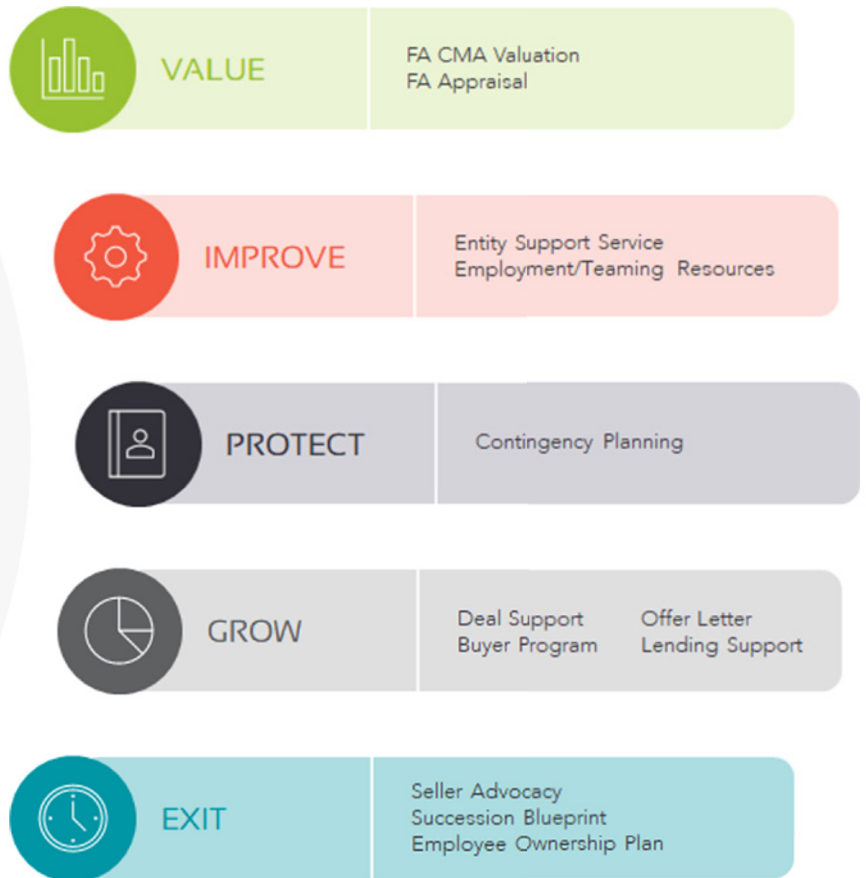 VALUE
FA CMA Valuation
FA Appraisal
IMPROVE
Entity Support Service
Employment/Teaming Resources
PROTECT
Contingency Planning
GROW
Deal Support
Buyer Program
Offer Letter
Lending Support
EXIT
Seller Advocacy
Succession Blueprint
Employee Ownership Plan